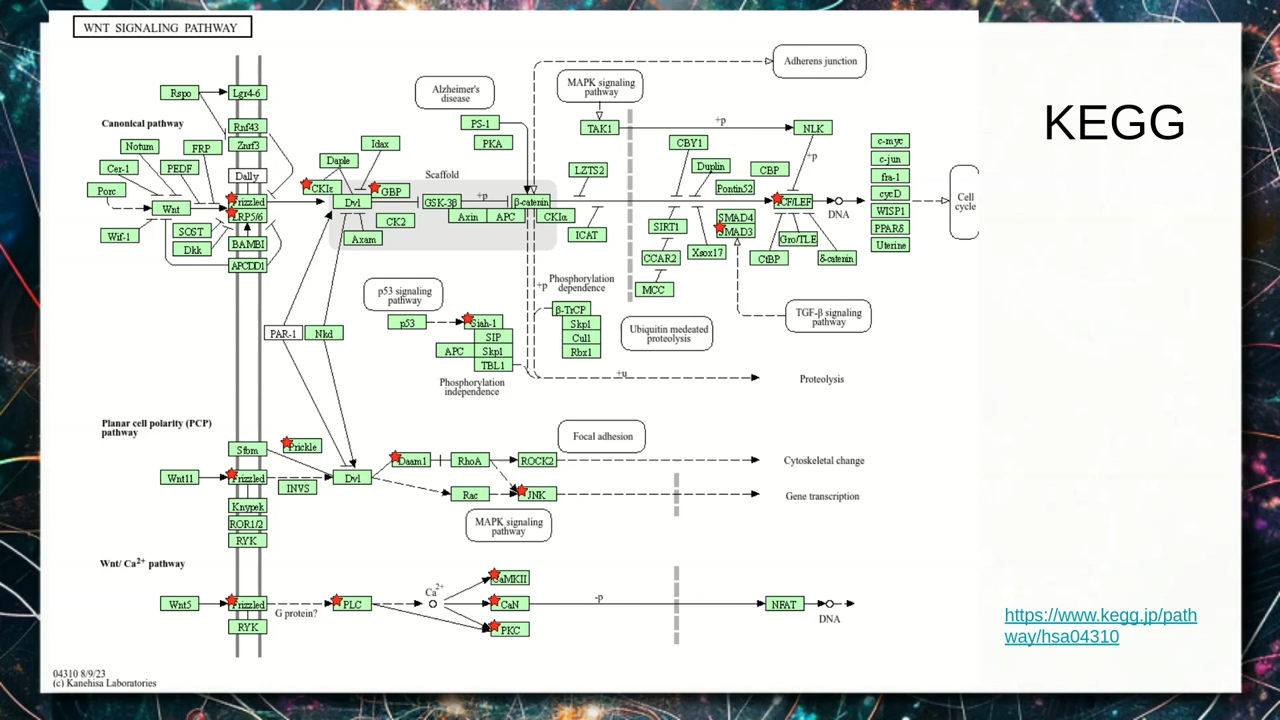 WNT SIGNALING PATHWAY
KEGG
Adherens junction
MAPK signaling
pathway
Alzheimer's
disease
Rspo
Lgr4-6
Canonical pathway
Rnf43
Znrf3
PS-1
PKA
TAK1
+p
NLK
Notum
FRP
Idax
CBY1
c-myc
c-jun
fra-1
cycD
WISP1
PPARδ
Uterine
Cer-1
PEDF
Daple
Dally
Scaffold
LZTS2
Duplin
CBP
+p
Pontin52
Porc
CKIε
GBP
Wnt
Frizzled
LRP5/6
Dvl
GSK-3β
+p
β-catenin
TCF/LEF
DNA
Cell
cycle
Axin
APC
CKIα
CK2
Axam
SMAD4
SMAD3
SIRT1
Wif-1
SOST
Dkk
BAMBI
APCDD1
ICAT
Gro/TLE
CCAR2
Xsox17
CtBP
δ-catenin
MCC
p53 signaling
pathway
+p
Phosphorylation
dependence
β-TrCP
Skp1
Cul1
Rbx1
TGF-β signaling
pathway
Ubiquitin medeated
proteolysis
p53
Siah-1
SIP
APC
Skp1
TBL1
PAR-1
Nkd
Phosphorylation
independence
+u
Proteolysis
Planar cell polarity (PCP)
pathway
Focal adhesion
Stbm
Prickle
Daam1
RhoA
ROCK2
Cytoskeletal change
Wnt11
Frizzled
INVS
Dvl
Rac
JNK
Gene transcription
Knypek
ROR1/2
RYK
MAPK signaling
pathway
Wnt/ Ca2+ pathway
CaMKII
Ca2+
Wnt5
Frizzled
G protein?
PLC
CaN
-p
NFAT
DNA
RYK
PKC
https://www.kegg.jp/path
way/hsa04310
04310 8/9/23
(c) Kanehisa Laboratories